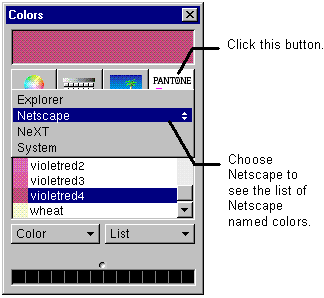 Colors
Click this button.
PANTONE
Explorer
Netscape
NeXT
System
Choose
Netscape to
see the list of
Netscape
named colors.
violetred2
violetred3
violetred4
wheat
Color
List